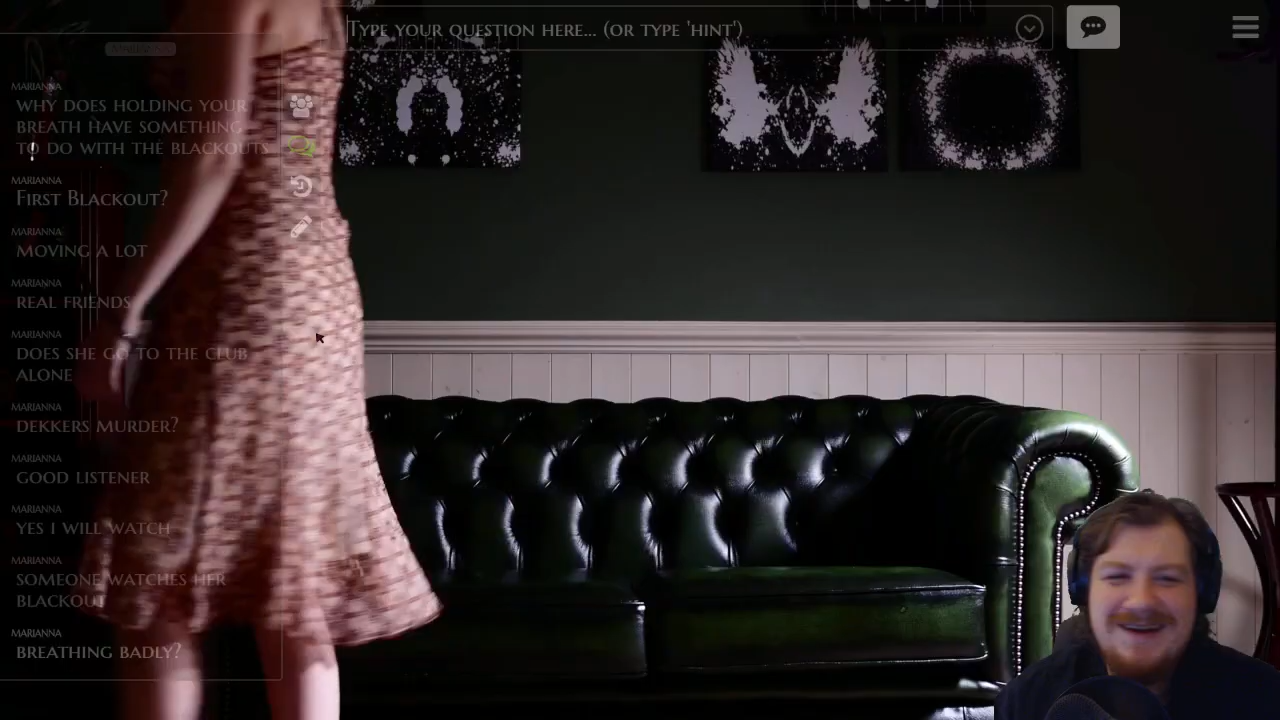 Type your question here... (or type 'hint')
Marianna
why does holding your
breath have something
to do with the blackouts
Marianna
First Blackout?
Marianna
moving a lot
Marianna
real friends
Marianna
does she go to the club
alone
Marianna
dekkers murder?
Marianna
good listener
Marianna
yes i will watch
Marianna
someone watches her
blackout
Marianna
breathing badly?